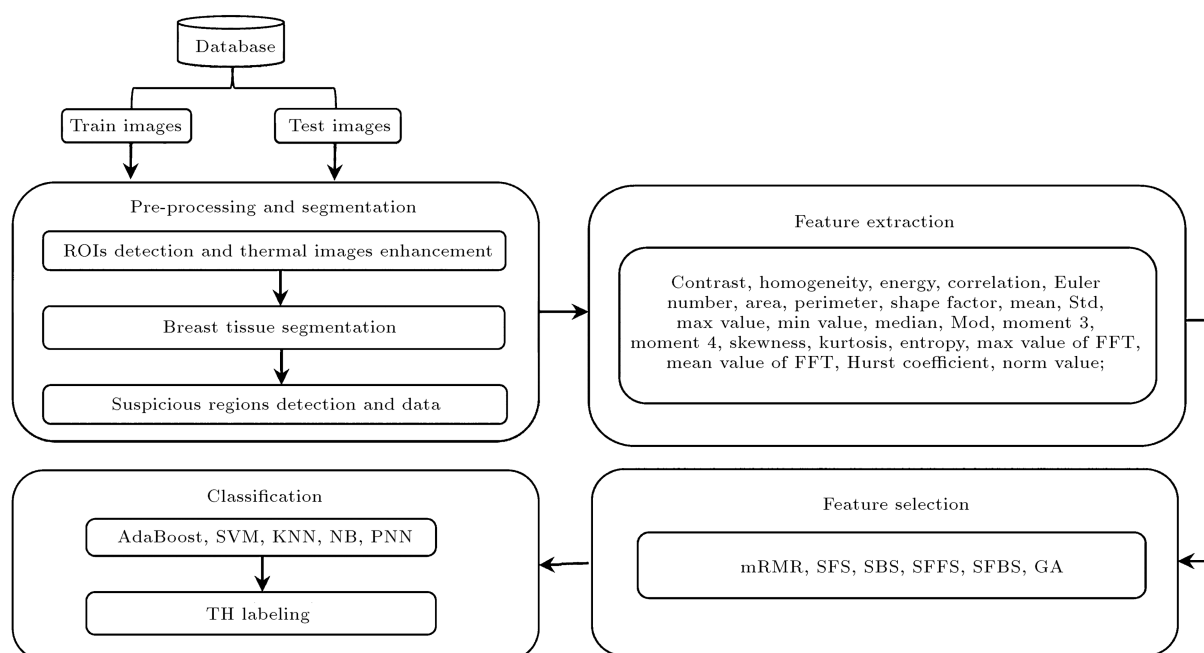 Database
Train images
Test images
Pre-processing and segmentation
ROIs detection and thermal images enhancement
Breast tissue segmentation
Suspicious regions detection and data
Feature extraction
Contrast, homogeneity, energy, correlation, Euler
number, area, perimeter, shape factor, mean, Std,
max value, min value, median, Mod, moment 3,
moment 4, skewness, kurtosis, entropy, max value of FFT,
mean value of FFT, Hurst coefficient, norm value;
Feature selection
mRMR, SFS, SBS, SFFS, SFBS, GA
Classification
AdaBoost, SVM, KNN, NB, PNN
TH labeling